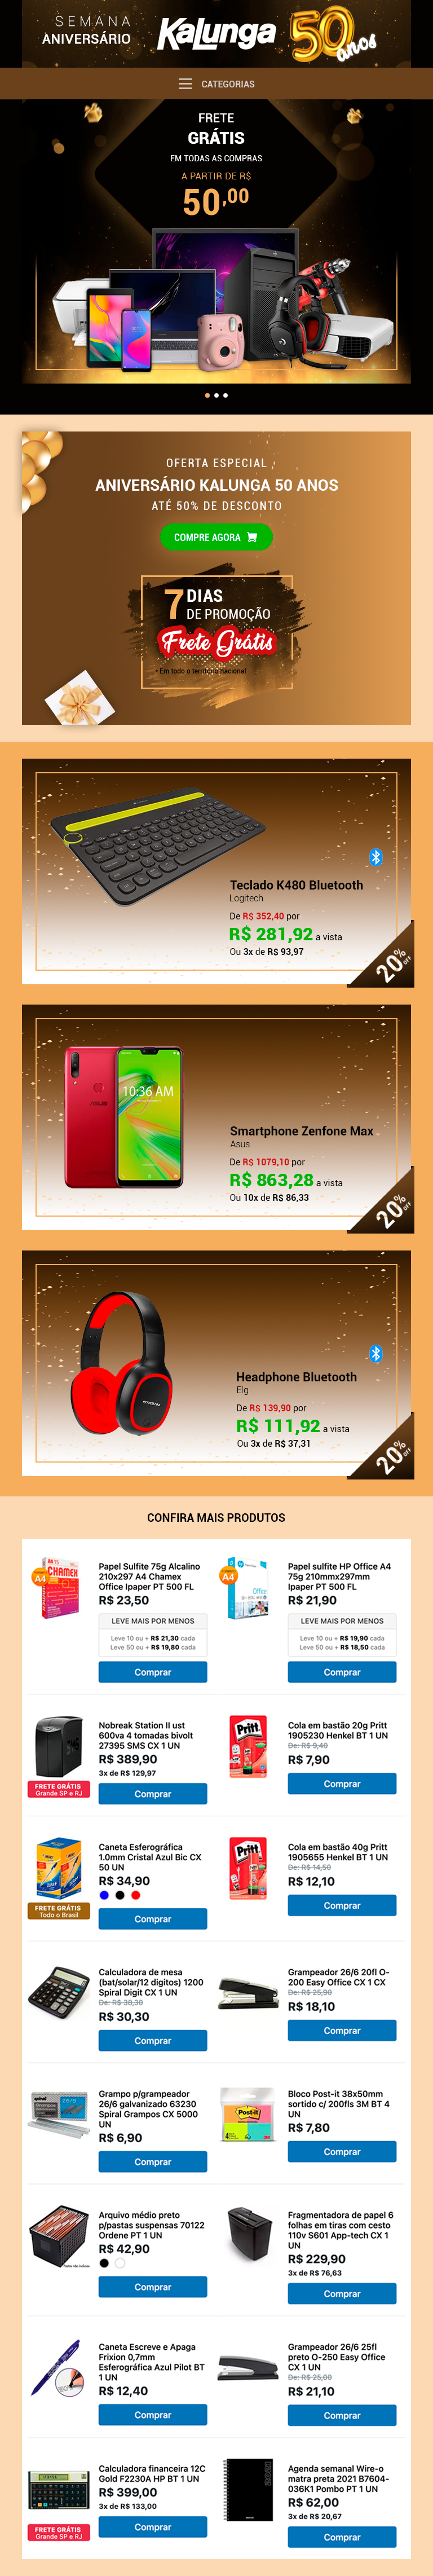 SEMANA
ANIVERSÁRIO
Kalunga
50
anos
CATEGORIAS
FRETE
GRÁTIS
EM TODAS AS COMPRAS
A PARTIR DE R$
50,00
OFERTA ESPECIAL
ANIVERSÁRIO KALUNGA 50 ANOS
ATÉ 50% DE DESCONTO
COMPRE AGORA
7 DIAS
DE PROMOÇÃO
Frete Grátis
• Em todo o território nacional
Teclado K480 Bluetooth
Logitech
De R$ 352,40 por
R$ 281,92 a vista
Ou 3x de R$ 93,97
20% OFF
10:36 AM
ASUS
Smartphone Zenfone Max
Asus
De R$ 1079,10 por
R$ 863,28 a vista
Ou 10x de R$ 86,33
20% OFF
Headphone Bluetooth
Elg
De R$ 139,90 por
R$ 111,92 a vista
Ou 3x de R$ 37,31
20% OFF
CONFIRA MAIS PRODUTOS
CHAMEX
A4
Papel Sulfite 75g Alcalino
210x297 A4 Chamex
Office Ipaper PT 500 FL
R$ 23,50
LEVE MAIS POR MENOS
Leve 10 ou + R$ 21,30 cada
Leve 50 ou + R$ 19,80 cada
Comprar
A4
Office
Papel sulfite HP Office A4
75g 210mmx297mm
Ipaper PT 500 FL
R$ 21,90
LEVE MAIS POR MENOS
Leve 10 ou + R$ 19,90 cada
Leve 50 ou + R$ 18,50 cada
Comprar
FRETE GRÁTIS
Grande SP e RJ
Nobreak Station II ust
600va 4 tomadas bivolt
27395 SMS CX 1 UN
R$ 389,90
3x de R$ 129,97
Comprar
Pritt
Cola em bastão 20g Pritt
1905230 Henkel BT 1 UN
De: R$ 9,40
R$ 7,90
Comprar
FRETE GRÁTIS
Todo o Brasil
Caneta Esferográfica
1.0mm Cristal Azul Bic CX
50 UN
R$ 34,90
Comprar
Pritt
Cola em bastão 40g Pritt
1905655 Henkel BT 1 UN
De: R$ 14,50
R$ 12,10
Comprar
Calculadora de mesa
(bat/solar/12 digitos) 1200
Spiral Digit CX 1 UN
De: R$ 38,30
R$ 30,30
Comprar
Grampeador 26/6 20fl O-
200 Easy Office CX 1 CX
De: R$ 25,90
R$ 18,10
Comprar
Grampo p/grampeador
26/6 galvanizado 63230
Spiral Grampos CX 5000
UN
R$ 6,90
Comprar
Post-it
Bloco Post-it 38x50mm
sortido c/ 200fls 3M BT 4
UN
R$ 7,80
Comprar
Arquivo médio preto
p/pastas suspensas 70122
Ordene PT 1 UN
R$ 42,90
Comprar
Fragmentadora de papel 6
folhas em tiras com cesto
110v S601 App-tech CX 1
UN
R$ 229,90
3x de R$ 76,63
Comprar
Caneta Escreve e Apaga
Frixion 0,7mm
Esferográfica Azul Pilot BT
1 UN
R$ 12,40
Comprar
Grampeador 26/6 25fl
preto O-250 Easy Office
CX 1 UN
De: R$ 25,00
R$ 21,10
Comprar
FRETE GRÁTIS
Grande SP e RJ
Calculadora financeira 12C
Gold F2230A HP BT 1 UN
R$ 399,00
3x de R$ 133,00
Comprar
Agenda semanal Wire-o
matra preta 2021 B7604-
036K1 Pombo PT 1 UN
R$ 62,00
3x de R$ 20,67
Comprar